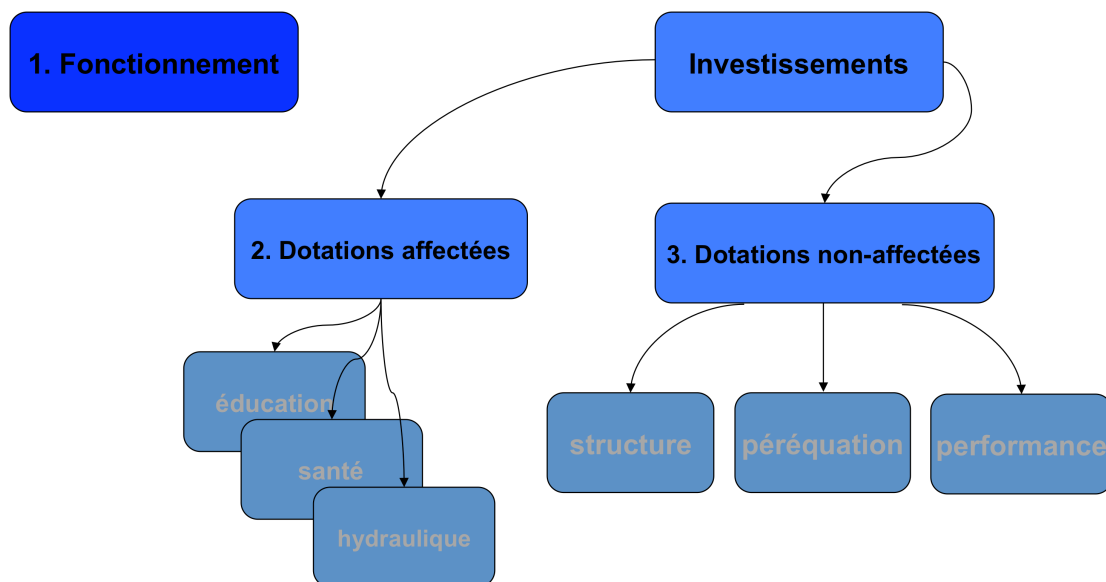 1. Fonctionnement
Investissements
2. Dotations affectées
3. Dotations non-affectées
éducation
santé
hydraulique
structure
péréquation
performance